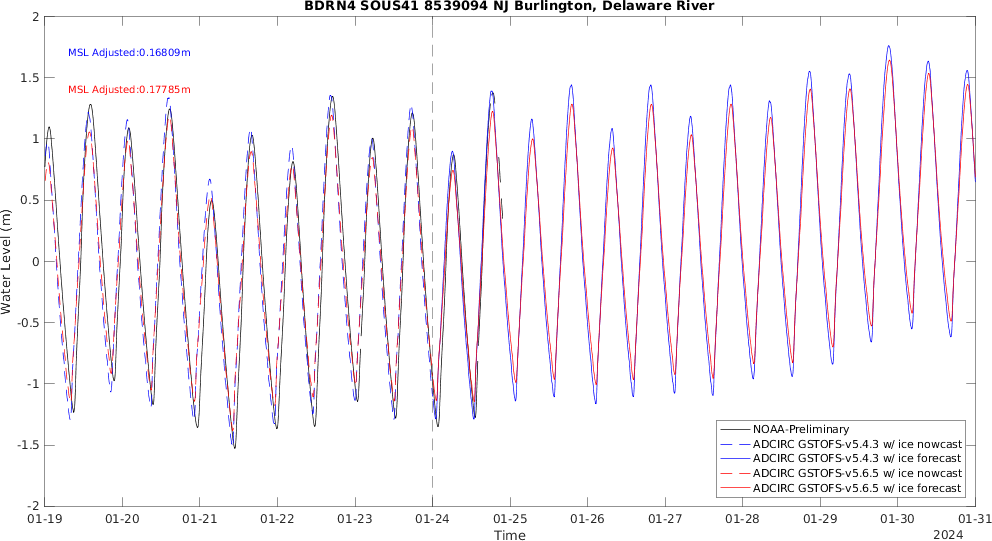 BDRN4 SOUS41 8539094 NJ Burlington, Delaware River
2
1.5
1
0.5
0
-0.5
-1
-1.5
-2
Water Level (m)
MSL Adjusted:0.16809m
MSL Adjusted:0.17785m
NOAA-Preliminary
ADCIRC GSTOFS-v5.4.3 w/ ice nowcast
ADCIRC GSTOFS-v5.4.3 w/ ice forecast
ADCIRC GSTOFS-v5.6.5 w/ ice nowcast
ADCIRC GSTOFS-v5.6.5 w/ ice forecast
01-19 01-20 01-21 01-22 01-23 01-24 01-25 01-26 01-27 01-28 01-29 01-30 01-31
Time
2024